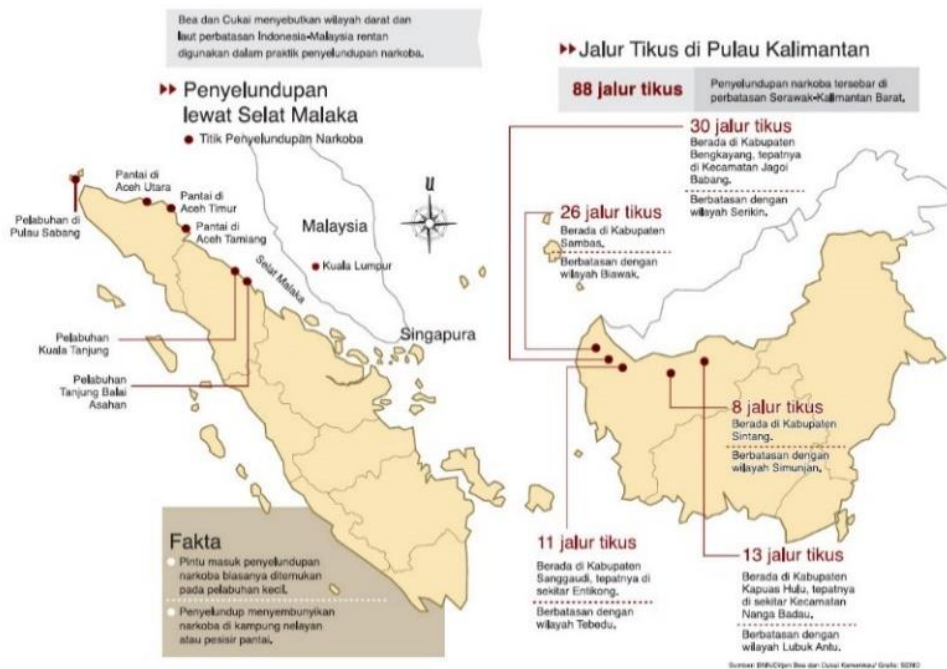 Bea dan Cukai menyebutkan wilayah darat dan
laut perbatasan Indonesia-Malaysia rentan
digunakan dalam praktik penyelundupan narkoba.
Penyelundupan
lewat Selat Malaka
Titik Penyelundupan Narkoba
Pantai di
Aceh Utara
Pantai di
Aceh Timur
Pantai di
Aceh Tamiang
Pelabuhan di
Pulau Sabang
Malaysia
Kuala Lumpur
Selat Malaka
Singapura
Pelabuhan
Kuala Tanjung
Pelabuhan
Tanjung Balai
Asahan
Fakta
Pintu masuk penyelundupan
narkoba biasanya ditemukan
pada pelabuhan kecil.
Penyelundup menyembunyikan
narkoba di kampung nelayan
atau pesisir pantai.
Jalur Tikus di Pulau Kalimantan
88 jalur tikus
Penyelundupan narkoba tersebar di
perbatasan Serawak-Kalimantan Barat.
30 jalur tikus
Berada di Kabupaten
Bengkayang, tepatnya
di Kecamatan Jagoi
Babang.
Berbatasan dengan
wilayah Serikin.
26 jalur tikus
Berada di Kabupaten
Sambas.
Berbatasan dengan
wilayah Biawak.
8 jalur tikus
Berada di Kabupaten
Sintang.
Berbatasan dengan
wilayah Simunjan.
11 jalur tikus
Berada di Kabupaten
Sanggaudi, tepatnya di
sekitar Entikong.
Berbatasan dengan
wilayah Tebedu.
13 jalur tikus
Berada di Kabupaten
Kapuas Hulu, tepatnya
di sekitar Kecamatan
Nanga Badau.
Berbatasan dengan
wilayah Lubuk Antu.
Bea dan Grafis: